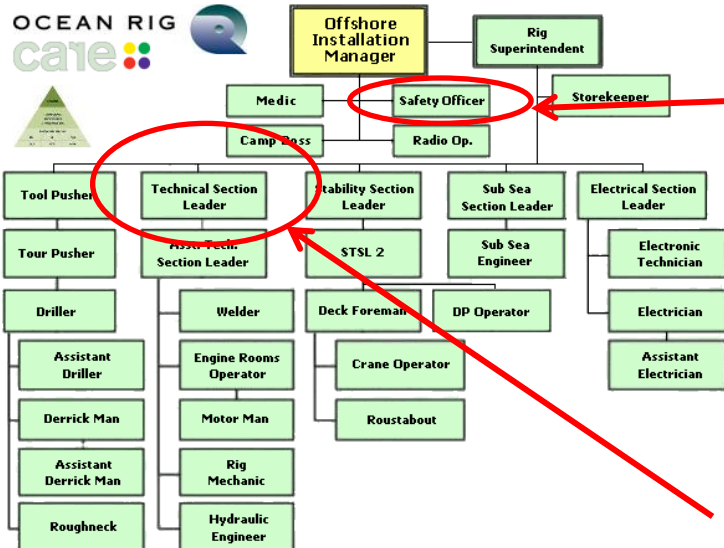 OCEAN RIG
care
Offshore
Installation
Manager
Rig
Superintendent
Medic
Safety Officer
Storekeeper
Camp Boss
Radio Op.
Tool Pusher
Technical Section
Leader
Stability Section
Leader
Sub Sea
Section Leader
Electrical Section
Leader
Tour Pusher
Asst. Tech.
Section Leader
STSL 2
Sub Sea
Engineer
Electronic
Technician
Driller
Welder
Deck Foreman
DP Operator
Electrician
Assistant
Driller
Engine Rooms
Operator
Crane Operator
Assistant
Electrician
Derrick Man
Motor Man
Roustabout
Assistant
Derrick Man
Rig
Mechanic
Roughneck
Hydraulic
Engineer